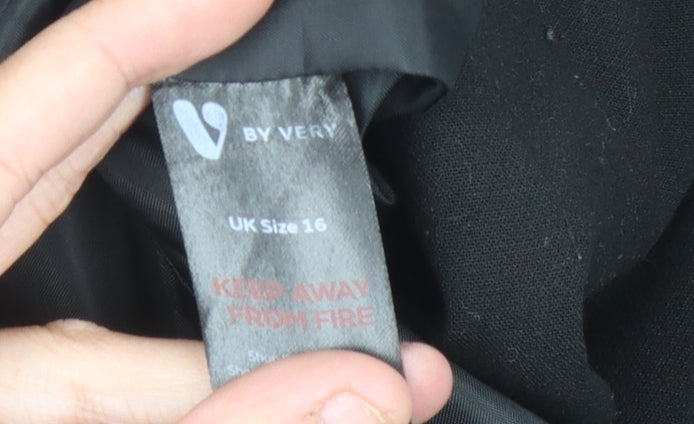 V BY VERY
UK Size 16
KEEP AWAY
FROM FIRE